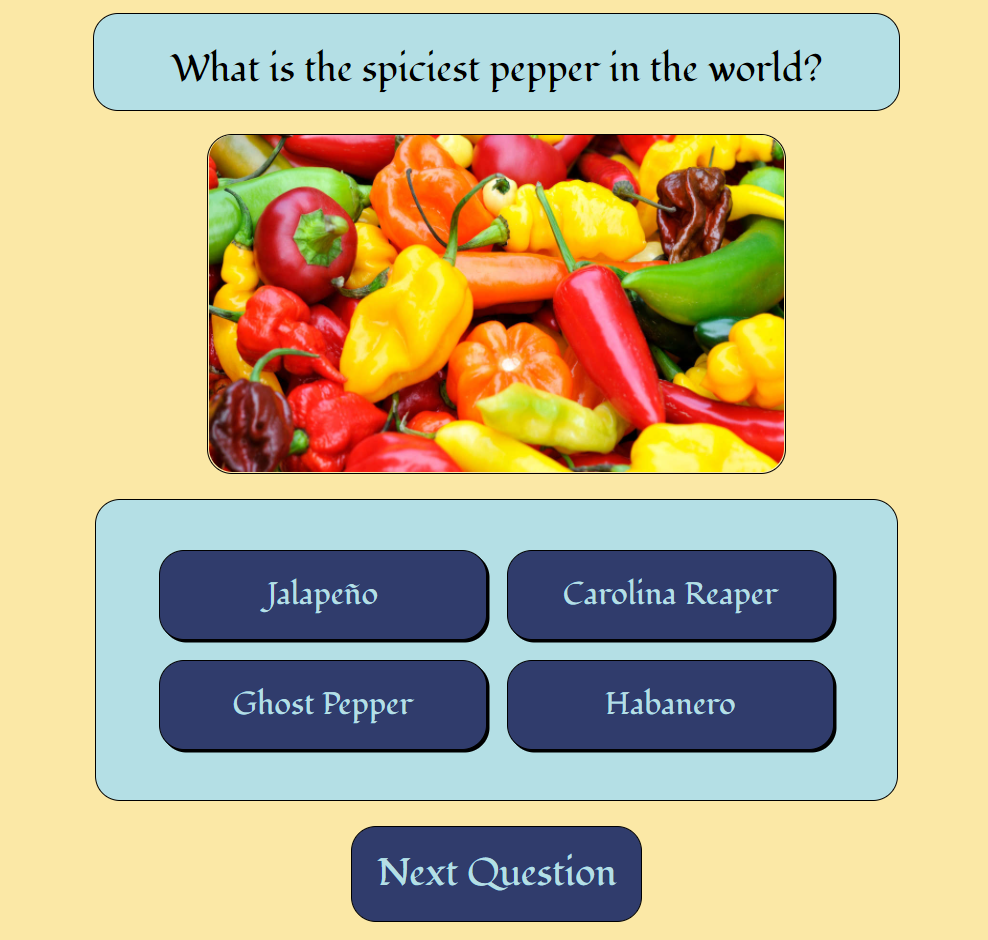 What is the spiciest pepper in the world?
Jalapeño
Carolina Reaper
Ghost Pepper
Habanero
Next Question